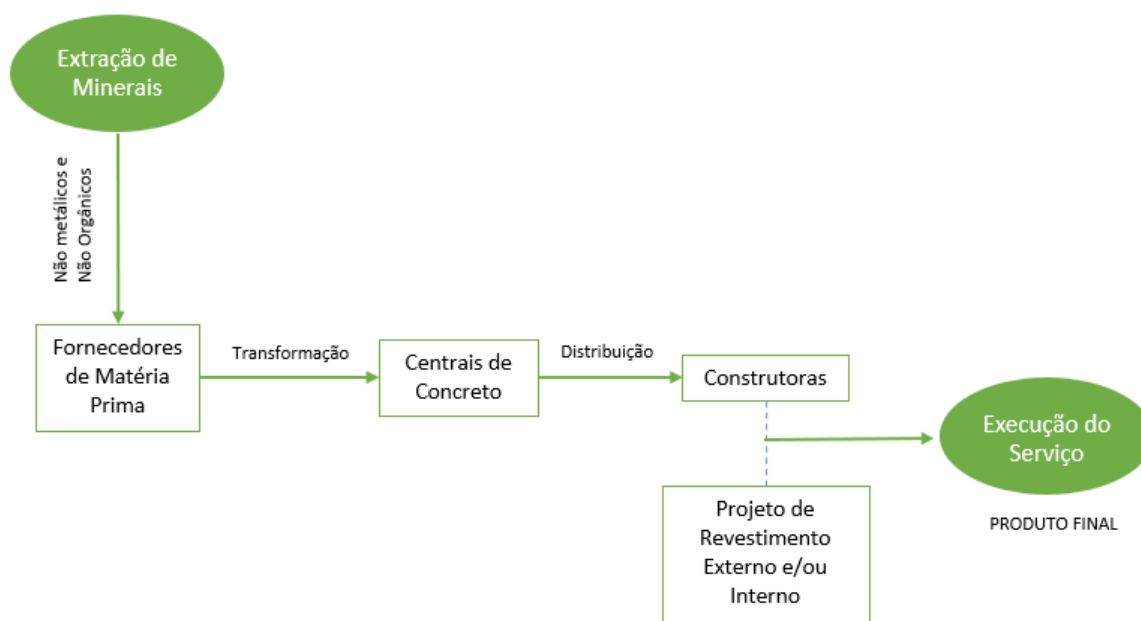 Extração de
Minerais
Não metálicos e
Não Orgânicos
Fornecedores
de Matéria
Prima
Transformação
Centrais de
Concreto
Distribuição
Construtoras
Execução do
Serviço
PRODUTO FINAL
Projeto de
Revestimento
Externo e/ou
Interno